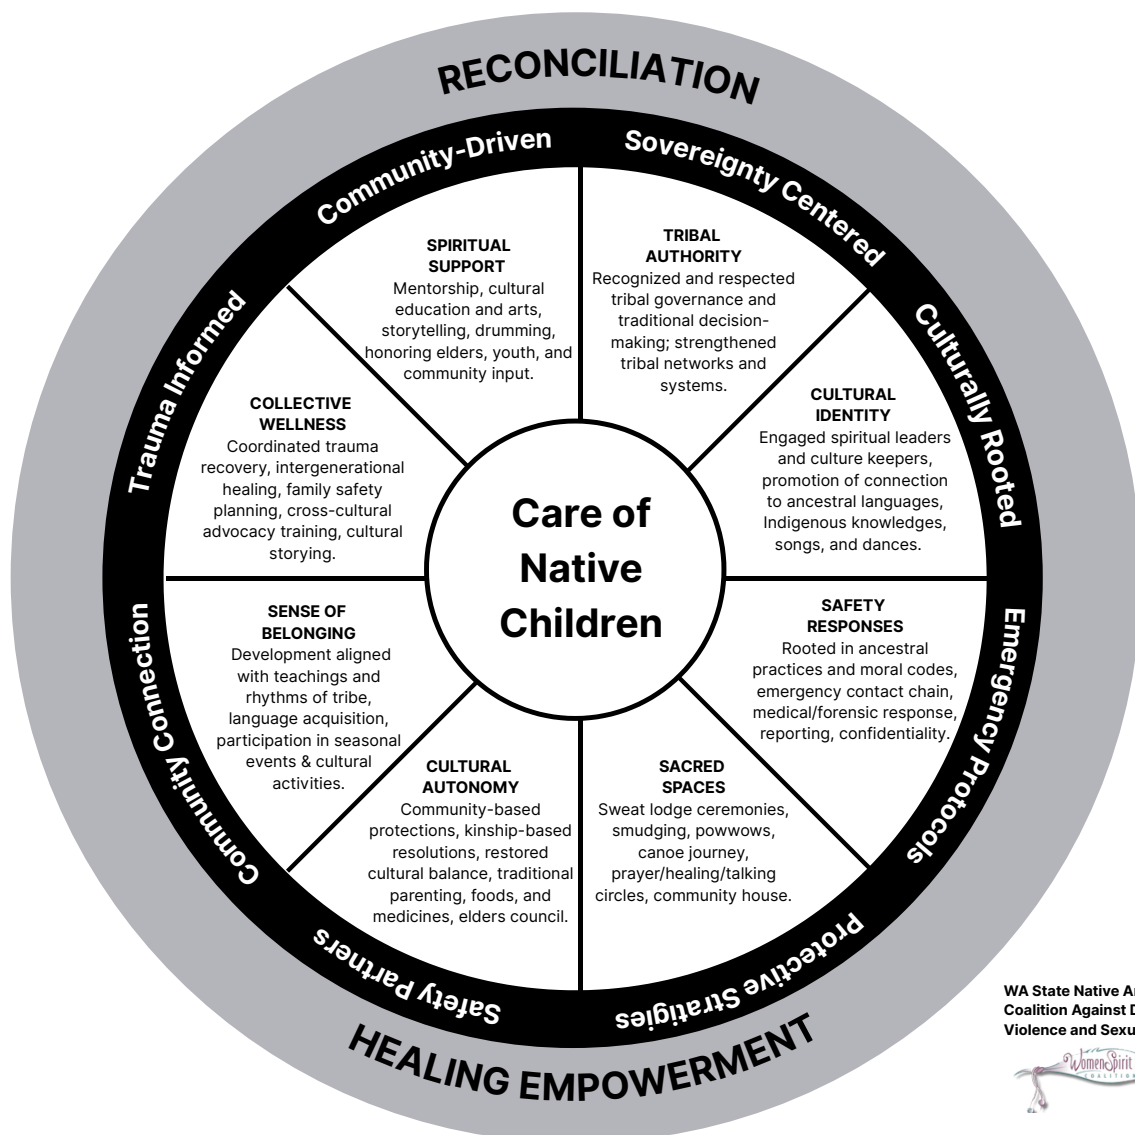 RECONCILIATION
Community-Driven
Sovereignty Centered
Culturally Rooted
Emergency Protocols
Protective Stratigies
Safety Partners
Community Connection
Trauma Informed
SPIRITUAL
SUPPORT
Mentorship, cultural
education and arts,
storytelling, drumming,
honoring elders, youth, and
community input.
TRIBAL
AUTHORITY
Recognized and respected
tribal governance and
traditional decision-
making; strengthened
tribal networks and
systems.
CULTURAL
IDENTITY
Engaged spiritual leaders
and culture keepers,
promotion of connection
to ancestral languages,
Indigenous knowledges,
songs, and dances.
SAFETY
RESPONSES
Rooted in ancestral
practices and moral codes,
emergency contact chain,
medical/forensic response,
reporting, confidentiality.
SACRED
SPACES
Sweat lodge ceremonies,
smudging, powwows,
canoe journey,
prayer/healing/talking
circles, community house.
CULTURAL
AUTONOMY
Community-based
protections, kinship-based
resolutions, restored
cultural balance, traditional
parenting, foods, and
medicines, elders council.
SENSE OF
BELONGING
Development aligned
with teachings and
rhythms of tribe,
language acquisition,
participation in seasonal
events & cultural
activities.
COLLECTIVE
WELLNESS
Coordinated trauma
recovery, intergenerational
healing, family safety
planning, cross-cultural
advocacy training, cultural
storying.
Care of
Native
Children
HEALING EMPOWERMENT
WA State Native
Coalition Against
Violence and
WomenSpirit
COALITION